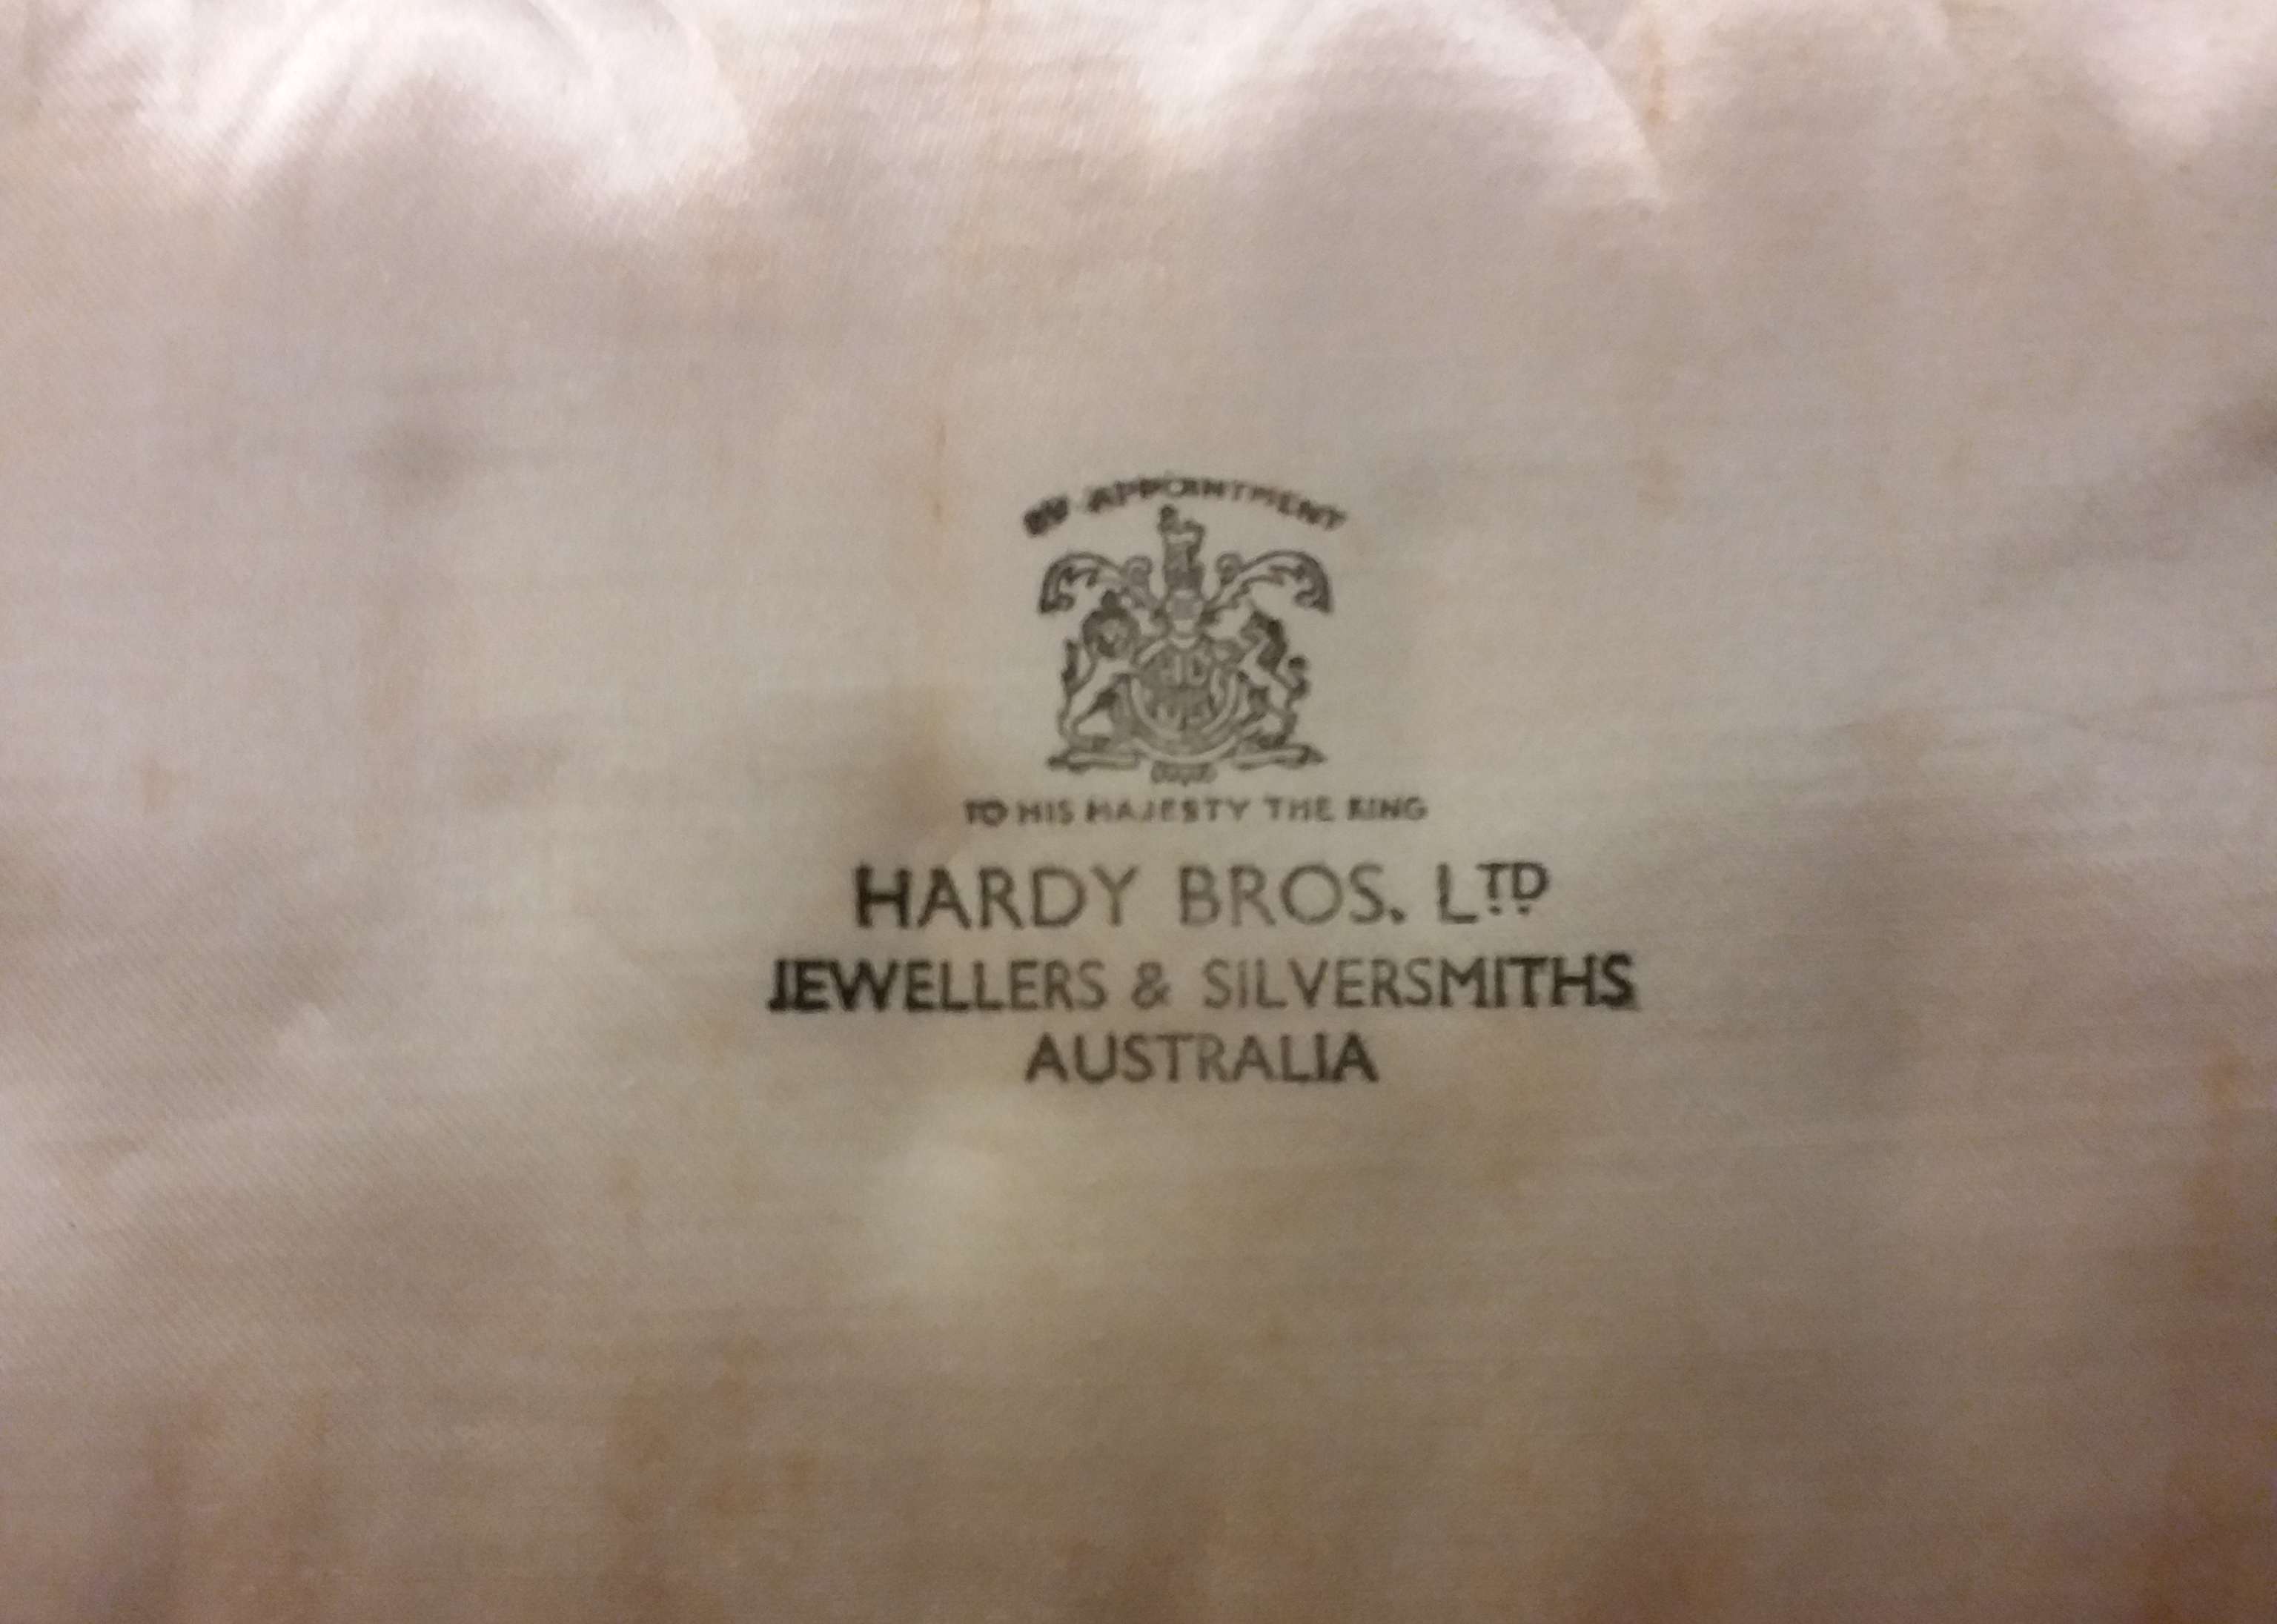 BY APPOINTMENT
TO HIS MAJESTY THE KING
HARDY BROS. LTD
JEWELLERS & SILVERSMITHS
AUSTRALIA